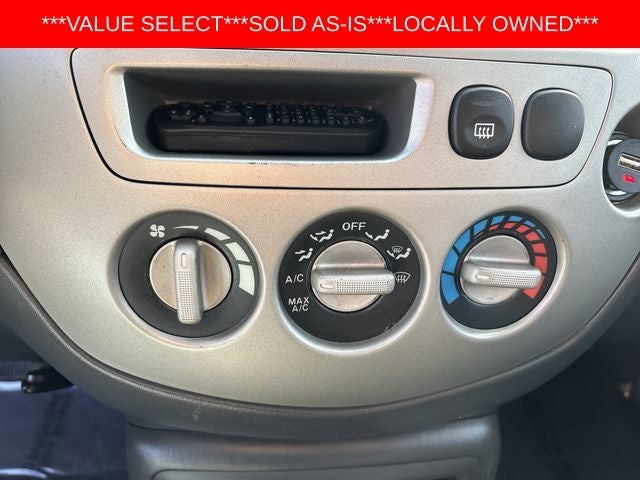 ***VALUE SELECT***SOLD AS-IS***LOCALLY OWNED***
OFF
A/C
MAX
A/C